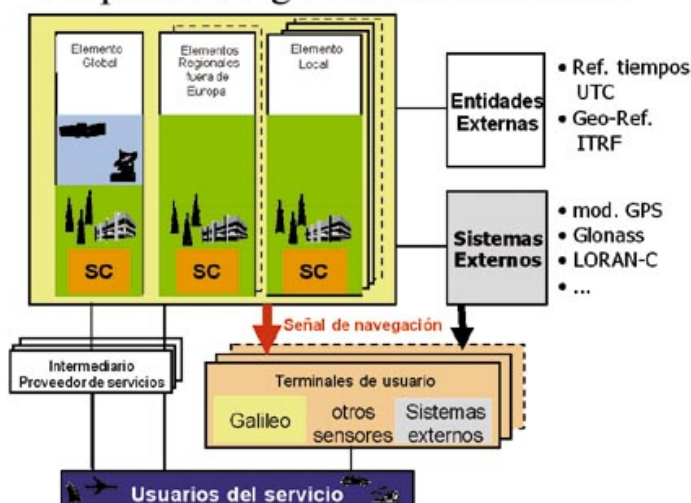 Elemento
Global
Elementos
Regionales
fuera de
Europa
Elemento
Local
SC
SC
SC
Entidades
Externas
• Ref. tiempos
UTC
• Geo-Ref.
ITRF
Sistemas
Externos
• mod. GPS
• Glonass
• LORAN-C
• ...
Señal de navegación
Intermediario
Proveedor de servicios
Terminales de usuario
Galileo
otros
sensores
Sistemas
externos
Usuarios del servicio